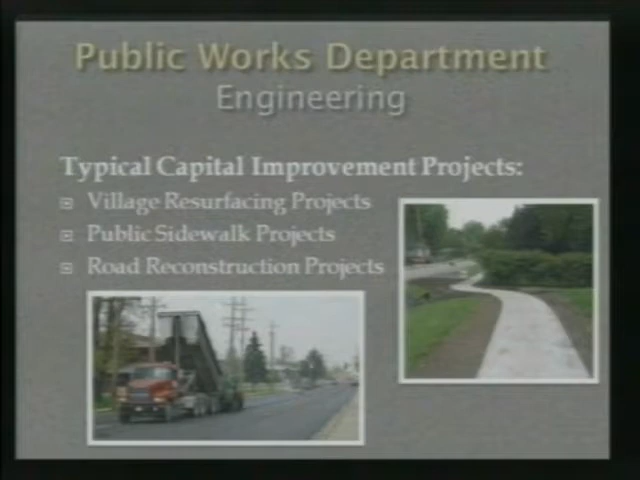 Public Works Department
Engineering
Typical Capital Improvement Projects:
Village Resurfacing Projects
Public Sidewalk Projects
Road Reconstruction Projects